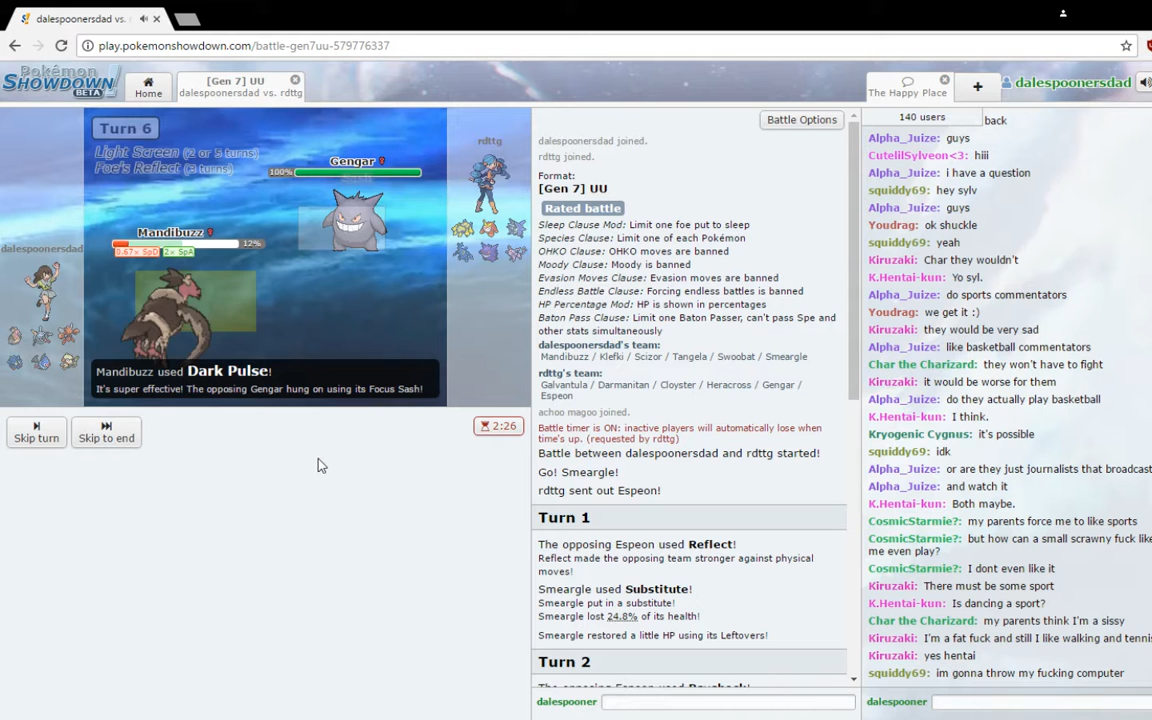 dalespoonersdad vs.
play.pokemonshowdown.com/battle-gen7uu-579776337
Pokémon
SHOWDOWN
BETA
Home
[Gen 7] UU
dalespoonersdad vs. rdttg
The Happy Place
+
dalespoonersdad
Turn 6
Light Screen (2 or 5 turns)
Foe's Reflect (3 turns)
Gengar
100%
Mandibuzz
12%
0.67× SpD
2× SpA
dalespoonersdad
rdttg
Mandibuzz used Dark Pulse!
It's super effective! The opposing Gengar hung on using its Focus Sash!
Skip turn
Skip to end
2:26
Battle Options
dalespoonersdad joined.
rdttg joined.
Format:
[Gen 7] UU
Rated battle
Sleep Clause Mod: Limit one foe put to sleep
Species Clause: Limit one of each Pokémon
OHKO Clause: OHKO moves are banned
Moody Clause: Moody is banned
Evasion Moves Clause: Evasion moves are banned
Endless Battle Clause: Forcing endless battles is banned
HP Percentage Mod: HP is shown in percentages
Baton Pass Clause: Limit one Baton Passer, can't pass Spe and
other stats simultaneously
dalespoonersdad's team:
Mandibuzz / Klefki / Scizor / Tangela / Swoobat / Smeargle
rdttg's team:
Galvantula / Darmanitan / Cloyster / Heracross / Gengar /
Espeon
achoo magoo joined.
Battle timer is ON: inactive players will automatically lose when
time's up. (requested by rdttg)
Battle between dalespoonersdad and rdttg started!
Go! Smeargle!
rdttg sent out Espeon!
Turn 1
The opposing Espeon used Reflect!
Reflect made the opposing team stronger against physical
moves!
Smeargle used Substitute!
Smeargle put in a substitute!
Smeargle lost 24.8% of its health!
Smeargle restored a little HP using its Leftovers!
Turn 2
dalespooner
140 users
back
Alpha_Juize: guys
CutelilSylveon<3: hiii
Alpha_Juize: i have a question
squiddy69: hey sylv
Alpha_Juize: guys
Youdrag: ok shuckle
squiddy69: yeah
Kiruzaki: Char they wouldn't
K.Hentai-kun: Yo syl.
Alpha_Juize: do sports commentators
Youdrag: we get it :)
Kiruzaki: they would be very sad
Alpha_Juize: like basketball commentators
Char the Charizard: they won't have to fight
Kiruzaki: it would be worse for them
Alpha_Juize: do they actually play basketball
K.Hentai-kun: I think.
Kryogenic Cygnus: it's possible
squiddy69: idk
Alpha_Juize: or are they just journalists that broadcast
Alpha_Juize: and watch it
K.Hentai-kun: Both maybe.
CosmicStarmie?: my parents force me to like sports
CosmicStarmie?: but how can a small scrawny fuck like
me even play?
CosmicStarmie?: I dont even like it
Kiruzaki: There must be some sport
K.Hentai-kun: Is dancing a sport?
Char the Charizard: my parents think I'm a sissy
Kiruzaki: I'm a fat fuck and still I like walking and tennis
Kiruzaki: yes hentai
squiddy69: im gonna throw my fucking computer
dalespooner